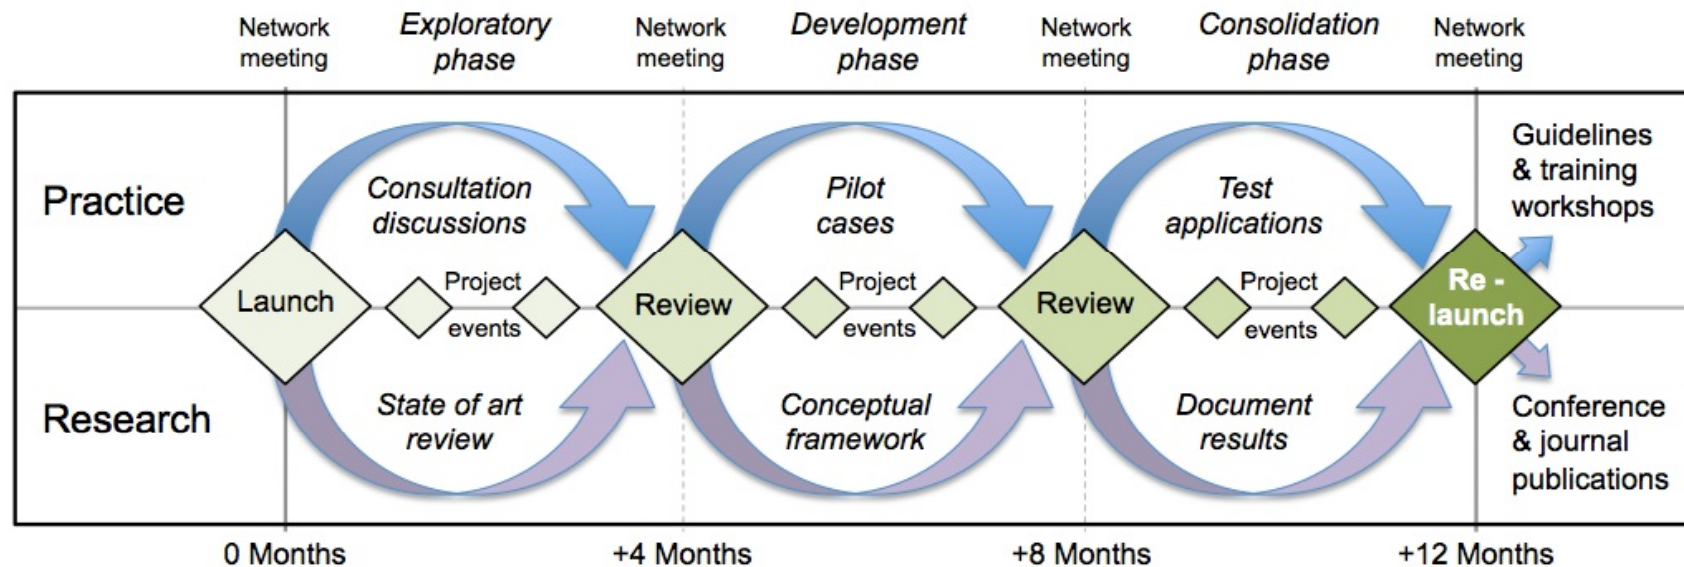 Network
meeting
Exploratory
phase
Network
meeting
Development
phase
Network
meeting
Consolidation
phase
Network
meeting
Practice
Consultation
discussions
Pilot
cases
Test
applications
Guidelines
& training
workshops
Launch
Project
events
Review
Project
events
Review
Project
events
Re -
launch
Research
State of art
review
Conceptual
framework
Document
results
Conference
& journal
publications
0 Months
+4 Months
+8 Months
+12 Months